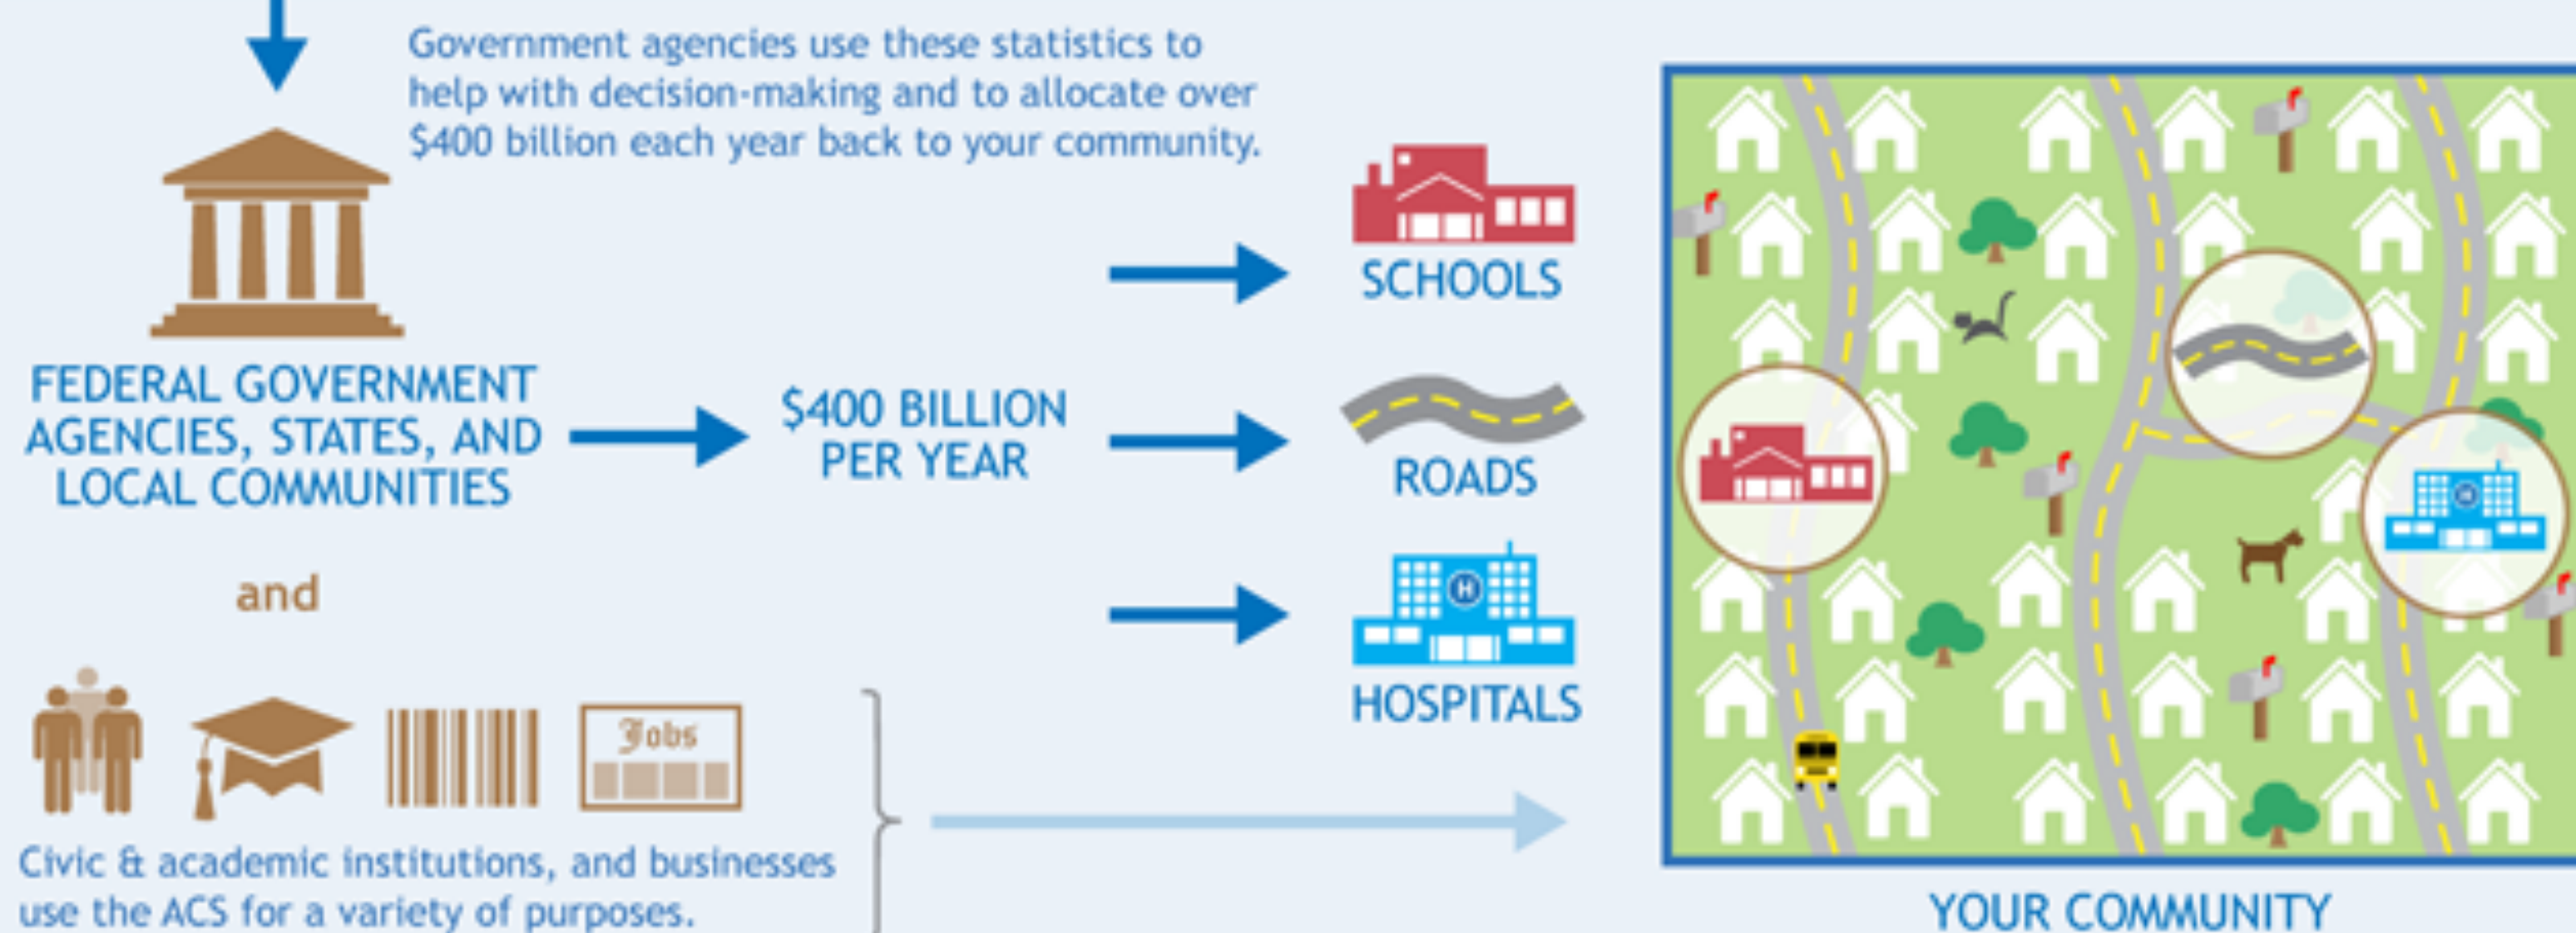 Government agencies use these statistics to
help with decision-making and to allocate over
$400 billion each year back to your community.
FEDERAL GOVERNMENT
AGENCIES, STATES, AND
LOCAL COMMUNITIES
$400 BILLION
PER YEAR
SCHOOLS
ROADS
H
HOSPITALS
and
Jobs
Civic & academic institutions, and businesses
use the ACS for a variety of purposes.
H
YOUR COMMUNITY